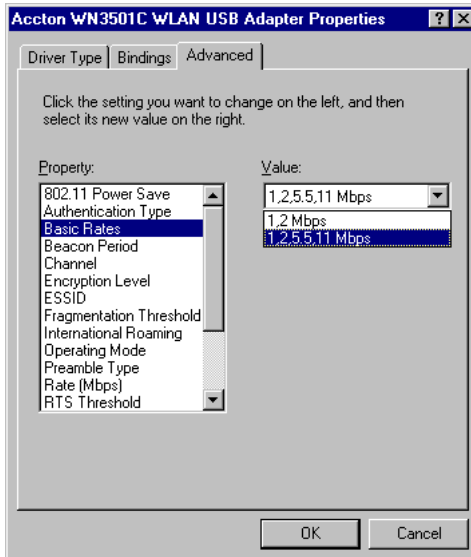 Accton WN3501C WLAN USB Adapter Properties ? ×
Driver Type Bindings Advanced
Click the setting you want to change on the left, and then
select its new value on the right.
Property:
802.11 Power Save
Authentication Type
Basic Rates
Beacon Period
Channel
Encryption Level
ESSID
Fragmentation Threshold
International Roaming
Operating Mode
Preamble Type
Rate (Mbps)
RTS Threshold
Value:
1,2,5.5,11 Mbps
1,2 Mbps
1,2,5.5,11 Mbps
OK Cancel